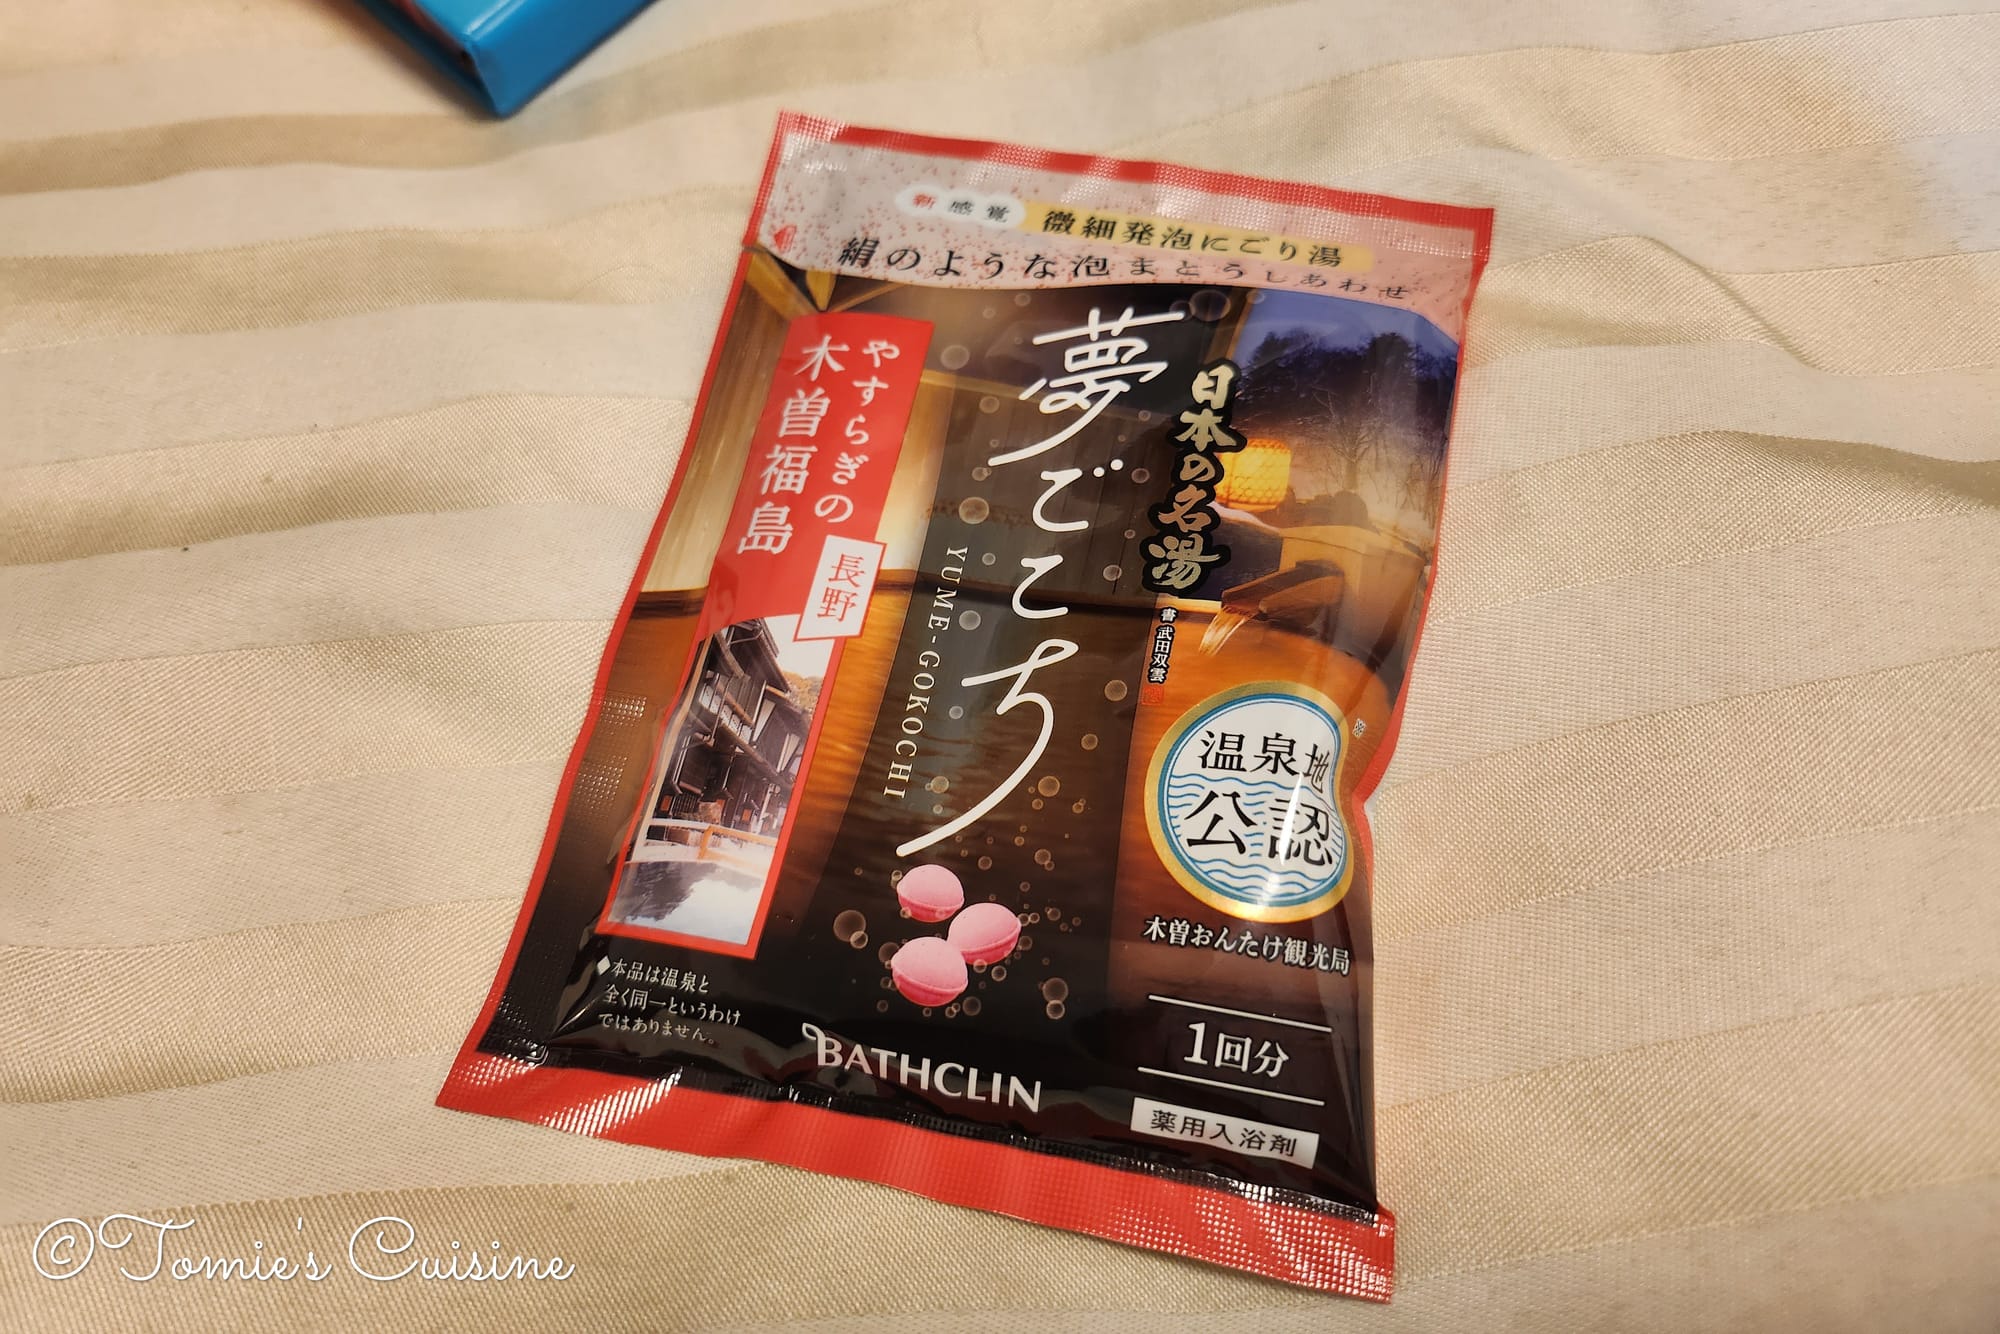 新感覚 微細発泡にごり湯
絹のような泡まとうしあわせ
日本の名湯
書 武田双雲
夢ごこち
YUME-GOKOCHI
やすらぎの
木曽福島
長野
温泉地
公認
※
木曽おんたけ観光局
◆本品は温泉と
全く同一というわけ
ではありません。
BATHCLIN
1回分
薬用入浴剤
©Tomie's Cuisine